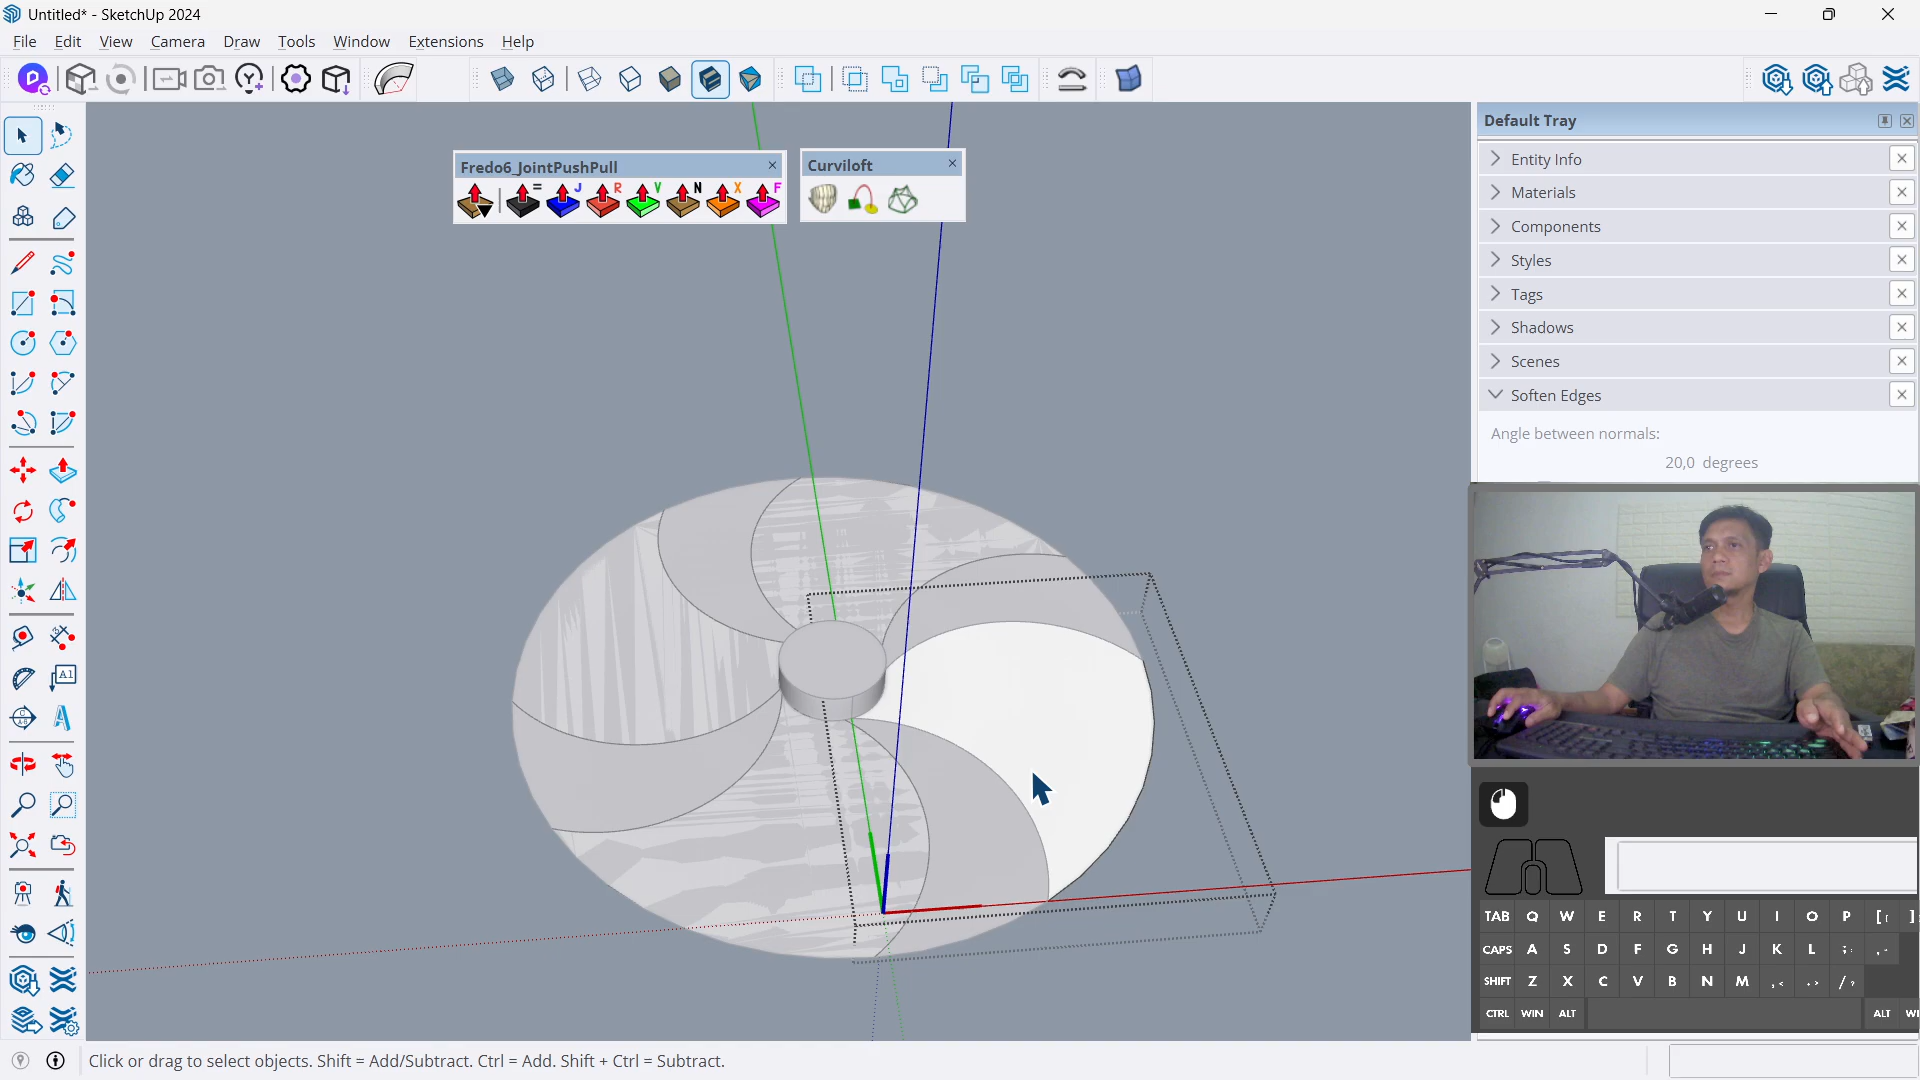 Untitled* - SketchUp 2024
File Edit View Camera Draw Tools Window Extensions Help
Default Tray
Fredo6_JointPushPull
Curviloft
= J R V N X F
Entity Info
Materials
Components
Styles
Tags
Shadows
Scenes
Soften Edges
Angle between normals:
20,0 degrees
A1
A
TAB Q W E R T Y U I O P
CAPS A S D F G H J K L
SHIFT Z X C V B N M
CTRL WIN ALT ALT WI
Click or drag to select objects. Shift = Add/Subtract. Ctrl = Add. Shift + Ctrl = Subtract.